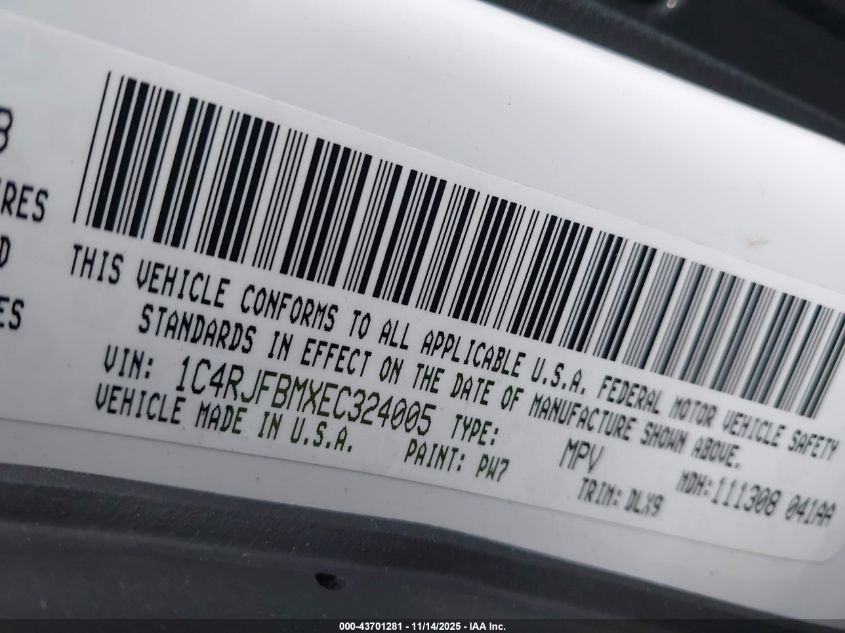 RES
ES
THIS VEHICLE CONFORMS TO ALL APPLICABLE U.S.A. FEDERAL MOTOR VEHICLE SAFETY
STANDARDS IN EFFECT ON THE DATE OF MANUFACTURE SHOWN ABOVE.
VIN: 1C4RJFBMXEC324005 TYPE: MPV MDH:111308 041AA
VEHICLE MADE IN U.S.A. PAINT: PW7 TRIM: DLX9
000-43701281 - 11/14/2025 - IAA Inc.